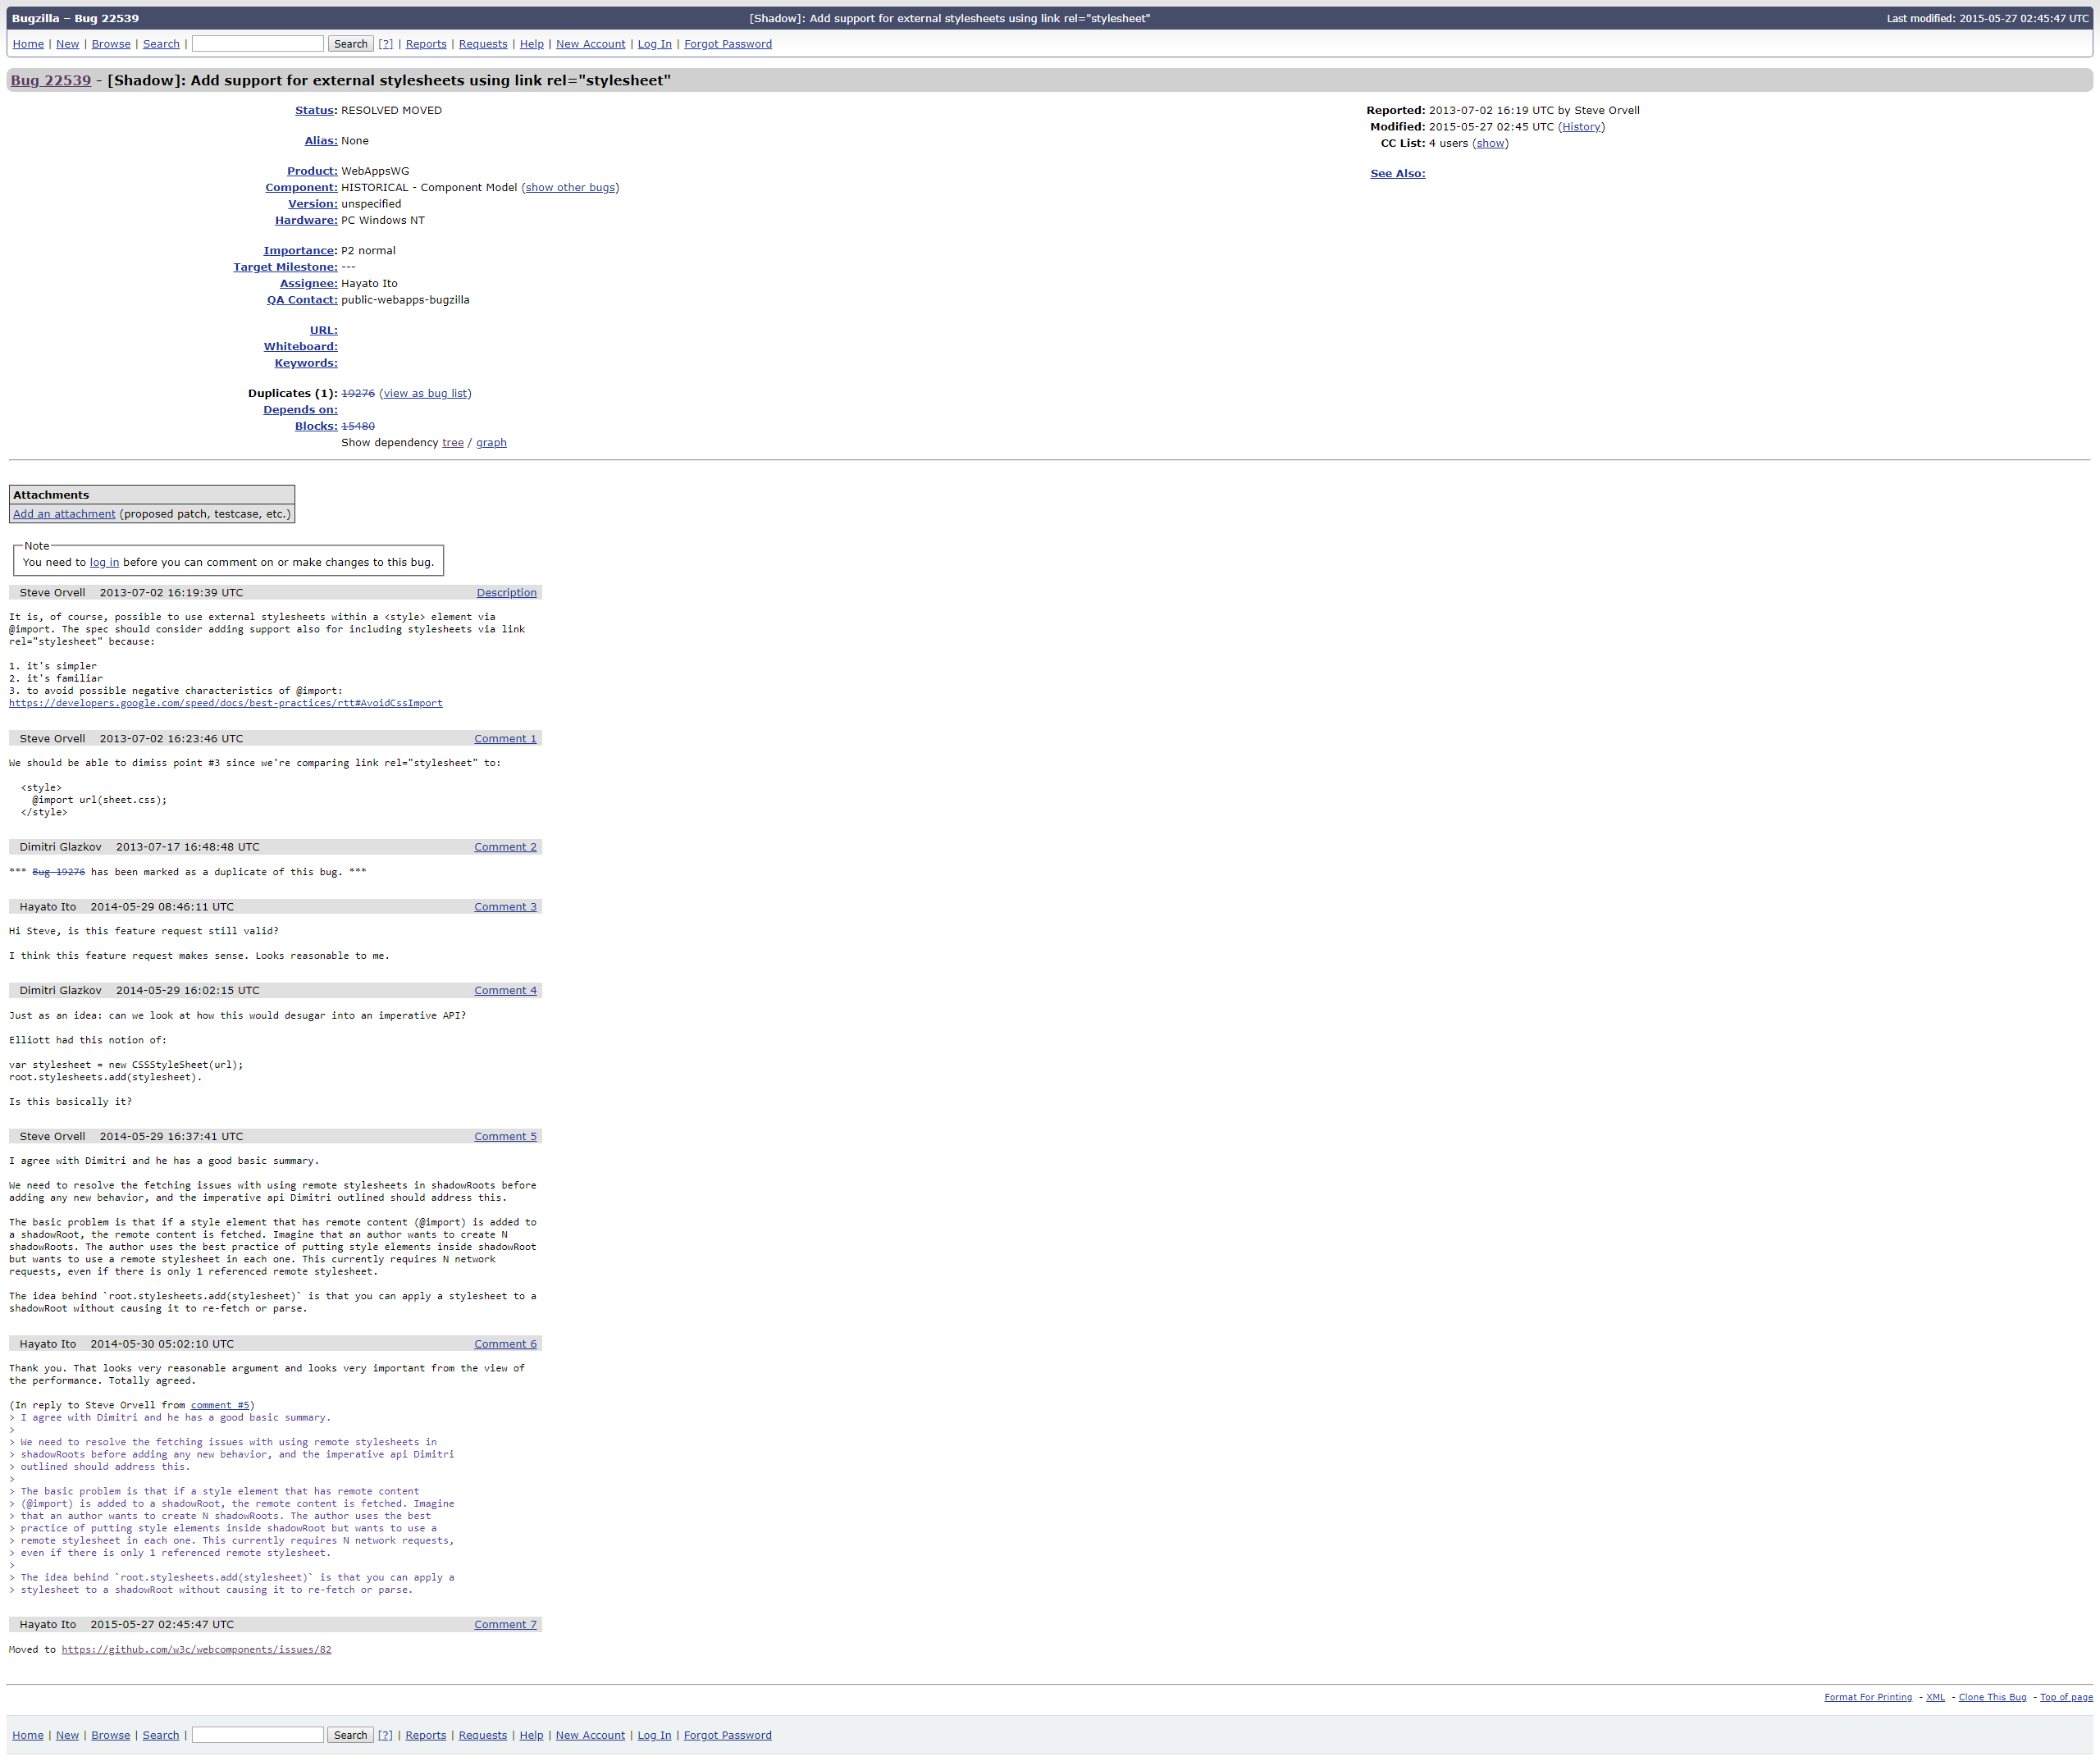 Bugzilla – Bug 22539
[Shadow]: Add support for external stylesheets using link rel="stylesheet"
Last modified: 2015-05-27 02:45:47 UTC
Home | New | Browse | Search | Search [?] | Reports | Requests | Help | New Account | Log In | Forgot Password
Bug 22539 - [Shadow]: Add support for external stylesheets using link rel="stylesheet"
Status: RESOLVED MOVED
Alias: None
Product: WebAppsWG
Component: HISTORICAL - Component Model (show other bugs)
Version: unspecified
Hardware: PC Windows NT
Importance: P2 normal
Target Milestone: ---
Assignee: Hayato Ito
QA Contact: public-webapps-bugzilla
URL:
Whiteboard:
Keywords:
Duplicates (1): 19276 (view as bug list)
Depends on:
Blocks: 15480
Show dependency tree / graph
Reported: 2013-07-02 16:19 UTC by Steve Orvell
Modified: 2015-05-27 02:45 UTC (History)
CC List: 4 users (show)
See Also:
Attachments
Add an attachment (proposed patch, testcase, etc.)
Note
You need to log in before you can comment on or make changes to this bug.
Steve Orvell 2013-07-02 16:19:39 UTC Description
It is, of course, possible to use external stylesheets within a <style> element via
@import. The spec should consider adding support also for including stylesheets via link
rel="stylesheet" because:
1. it's simpler
2. it's familiar
3. to avoid possible negative characteristics of @import:
https://developers.google.com/speed/docs/best-practices/rtt#AvoidCssImport
Steve Orvell 2013-07-02 16:23:46 UTC Comment 1
We should be able to dimiss point #3 since we're comparing link rel="stylesheet" to:
<style>
@import url(sheet.css);
</style>
Dimitri Glazkov 2013-07-17 16:48:48 UTC Comment 2
*** Bug 19276 has been marked as a duplicate of this bug. ***
Hayato Ito 2014-05-29 08:46:11 UTC Comment 3
Hi Steve, is this feature request still valid?
I think this feature request makes sense. Looks reasonable to me.
Dimitri Glazkov 2014-05-29 16:02:15 UTC Comment 4
Just as an idea: can we look at how this would desugar into an imperative API?
Elliott had this notion of:
var stylesheet = new CSSStyleSheet(url);
root.stylesheets.add(stylesheet).
Is this basically it?
Steve Orvell 2014-05-29 16:37:41 UTC Comment 5
I agree with Dimitri and he has a good basic summary.
We need to resolve the fetching issues with using remote stylesheets in shadowRoots before
adding any new behavior, and the imperative api Dimitri outlined should address this.
The basic problem is that if a style element that has remote content (@import) is added to
a shadowRoot, the remote content is fetched. Imagine that an author wants to create N
shadowRoots. The author uses the best practice of putting style elements inside shadowRoot
but wants to use a remote stylesheet in each one. This currently requires N network
requests, even if there is only 1 referenced remote stylesheet.
The idea behind `root.stylesheets.add(stylesheet)` is that you can apply a stylesheet to a
shadowRoot without causing it to re-fetch or parse.
Hayato Ito 2014-05-30 05:02:10 UTC Comment 6
Thank you. That looks very reasonable argument and looks very important from the view of
the performance. Totally agreed.
(In reply to Steve Orvell from comment #5)
> I agree with Dimitri and he has a good basic summary.
>
> We need to resolve the fetching issues with using remote stylesheets in
> shadowRoots before adding any new behavior, and the imperative api Dimitri
> outlined should address this.
>
> The basic problem is that if a style element that has remote content
> (@import) is added to a shadowRoot, the remote content is fetched. Imagine
> that an author wants to create N shadowRoots. The author uses the best
> practice of putting style elements inside shadowRoot but wants to use a
> remote stylesheet in each one. This currently requires N network requests,
> even if there is only 1 referenced remote stylesheet.
>
> The idea behind `root.stylesheets.add(stylesheet)` is that you can apply a
> stylesheet to a shadowRoot without causing it to re-fetch or parse.
Hayato Ito 2015-05-27 02:45:47 UTC Comment 7
Moved to https://github.com/w3c/webcomponents/issues/82
Format For Printing - XML - Clone This Bug - Top of page
Home | New | Browse | Search | Search [?] | Reports | Requests | Help | New Account | Log In | Forgot Password